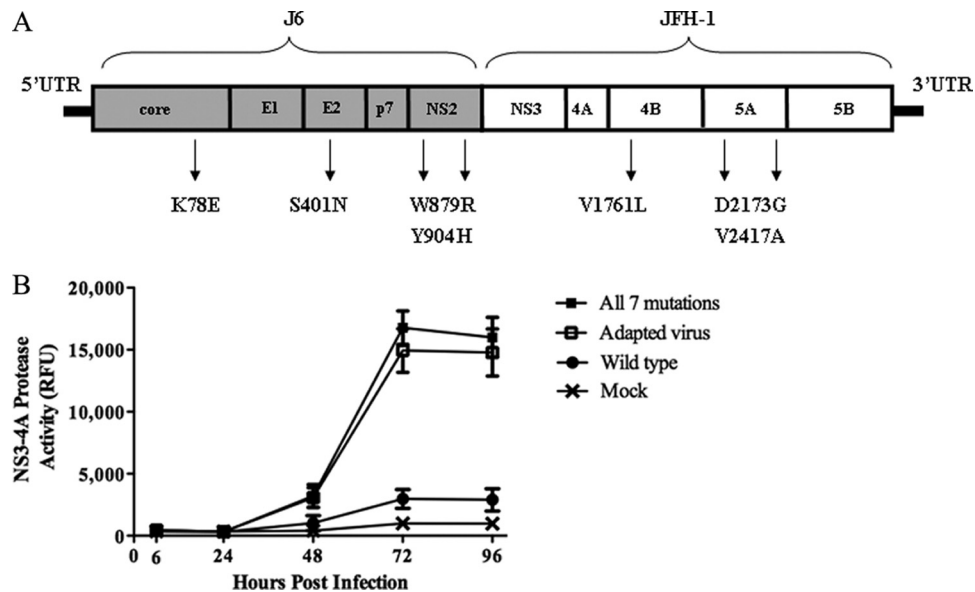 A
J6
JFH-1
5’UTR
3’UTR
core
E1
E2
p7
NS2
NS3
4A
4B
5A
5B
K78E
S401N
W879R
Y904H
V1761L
D2173G
V2417A
B
NS3-4A Protease
Activity (RFU)
20,000
15,000
10,000
5,000
0
0
6
24
48
72
96
Hours Post Infection
All 7 mutations
Adapted virus
Wild type
Mock